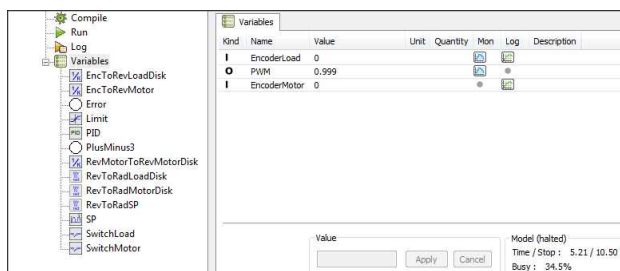 Compile
Run
Log
Variables
EncToRevLoadDisk
EncToRevMotor
Error
Limit
PID PID
PlusMinus3
RevMotorToRevMotorDisk
RevToRadLoadDisk
RevToRadMotorDisk
RevToRadSP
SP
SwitchLoad
SwitchMotor
Variables
Kind Name Value Unit Quantity Mon Log Description
I EncoderLoad 0
O PWM 0.999
I EncoderMotor 0
Value
Apply Cancel
Model (halted)
Time / Stop : 5.21 / 10.50
Busy : 34.5%